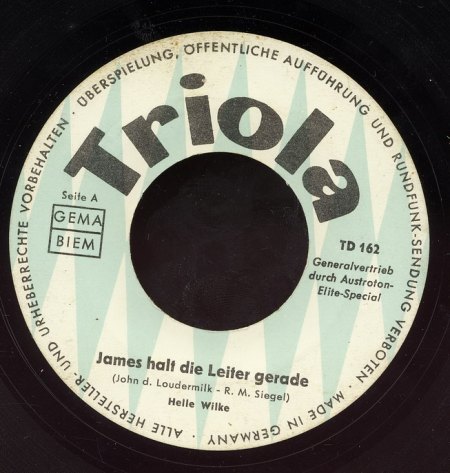 ALLE HERSTELLER- UND URHEBERRECHTE VORBEHALTEN · ÜBERSPIELUNG, ÖFFENTLICHE AUFFÜHRUNG UND RUNDFUNK-SENDUNG VERBOTEN · MADE IN GERMANY ·
Triola
Seite A
GEMA
BIEM
TD 162
Generalvertrieb
durch Austroton-
Elite-Special
James halt die Leiter gerade
(John d. Loudermilk - R. M. Siegel)
Helle Wilke